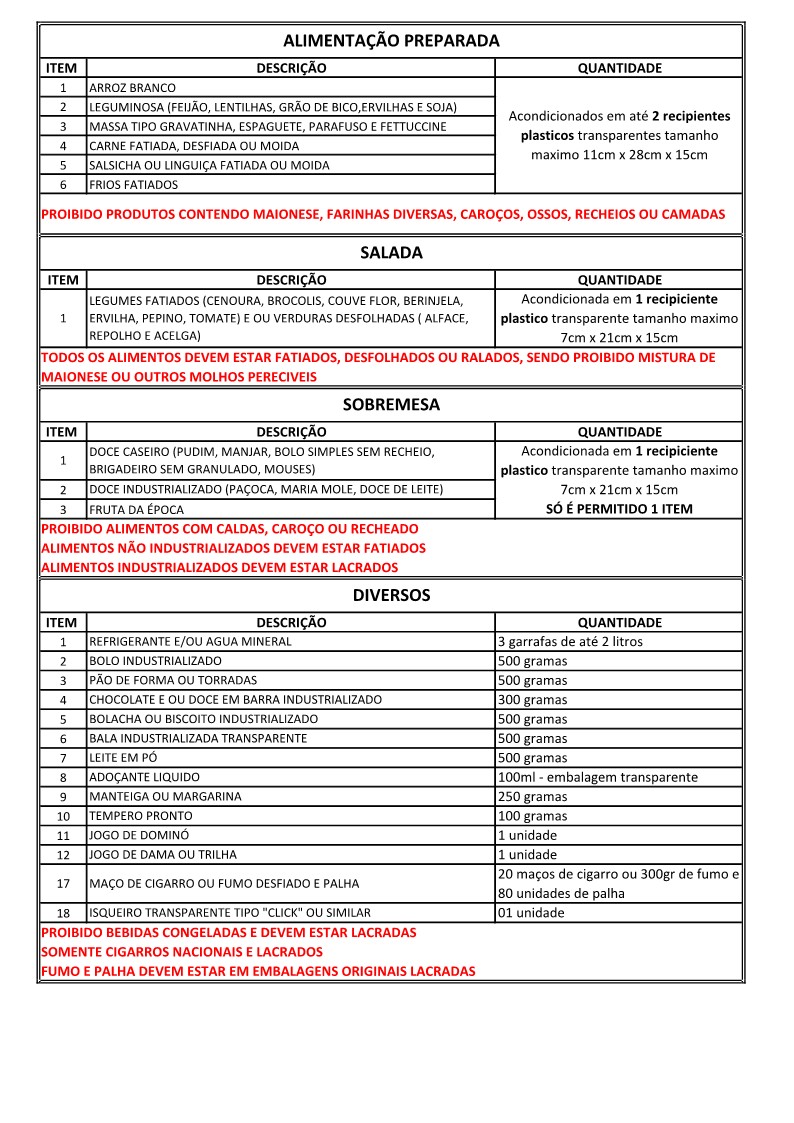 ALIMENTAÇÃO PREPARADA
ITEM DESCRIÇÃO QUANTIDADE
1 ARROZ BRANCO
2 LEGUMINOSA (FEIJÃO, LENTILHAS, GRÃO DE BICO,ERVILHAS E SOJA)
3 MASSA TIPO GRAVATINHA, ESPAGUETE, PARAFUSO E FETTUCCINE
4 CARNE FATIADA, DESFIADA OU MOIDA
5 SALSICHA OU LINGUIÇA FATIADA OU MOIDA
6 FRIOS FATIADOS
Acondicionados em até 2 recipientes
plasticos transparentes tamanho
maximo 11cm x 28cm x 15cm
PROIBIDO PRODUTOS CONTENDO MAIONESE, FARINHAS DIVERSAS, CAROÇOS, OSSOS, RECHEIOS OU CAMADAS
SALADA
ITEM DESCRIÇÃO QUANTIDADE
1
LEGUMES FATIADOS (CENOURA, BROCOLIS, COUVE FLOR, BERINJELA,
ERVILHA, PEPINO, TOMATE) E OU VERDURAS DESFOLHADAS ( ALFACE,
REPOLHO E ACELGA)
Acondicionada em 1 recipiciente
plastico transparente tamanho maximo
7cm x 21cm x 15cm
TODOS OS ALIMENTOS DEVEM ESTAR FATIADOS, DESFOLHADOS OU RALADOS, SENDO PROIBIDO MISTURA DE
MAIONESE OU OUTROS MOLHOS PERECIVEIS
SOBREMESA
ITEM DESCRIÇÃO QUANTIDADE
1
DOCE CASEIRO (PUDIM, MANJAR, BOLO SIMPLES SEM RECHEIO,
BRIGADEIRO SEM GRANULADO, MOUSES)
2 DOCE INDUSTRIALIZADO (PAÇOCA, MARIA MOLE, DOCE DE LEITE)
3 FRUTA DA ÉPOCA
Acondicionada em 1 recipiciente
plastico transparente tamanho maximo
7cm x 21cm x 15cm
SÓ É PERMITIDO 1 ITEM
PROIBIDO ALIMENTOS COM CALDAS, CAROÇO OU RECHEADO
ALIMENTOS NÃO INDUSTRIALIZADOS DEVEM ESTAR FATIADOS
ALIMENTOS INDUSTRIALIZADOS DEVEM ESTAR LACRADOS
DIVERSOS
ITEM DESCRIÇÃO QUANTIDADE
1 REFRIGERANTE E/OU AGUA MINERAL 3 garrafas de até 2 litros
2 BOLO INDUSTRIALIZADO 500 gramas
3 PÃO DE FORMA OU TORRADAS 500 gramas
4 CHOCOLATE E OU DOCE EM BARRA INDUSTRIALIZADO 300 gramas
5 BOLACHA OU BISCOITO INDUSTRIALIZADO 500 gramas
6 BALA INDUSTRIALIZADA TRANSPARENTE 500 gramas
7 LEITE EM PÓ 500 gramas
8 ADOÇANTE LIQUIDO 100ml - embalagem transparente
9 MANTEIGA OU MARGARINA 250 gramas
10 TEMPERO PRONTO 100 gramas
11 JOGO DE DOMINÓ 1 unidade
12 JOGO DE DAMA OU TRILHA 1 unidade
17 MAÇO DE CIGARRO OU FUMO DESFIADO E PALHA
20 maços de cigarro ou 300gr de fumo e
80 unidades de palha
18 ISQUEIRO TRANSPARENTE TIPO "CLICK" OU SIMILAR 01 unidade
PROIBIDO BEBIDAS CONGELADAS E DEVEM ESTAR LACRADAS
SOMENTE CIGARROS NACIONAIS E LACRADOS
FUMO E PALHA DEVEM ESTAR EM EMBALAGENS ORIGINAIS LACRADAS